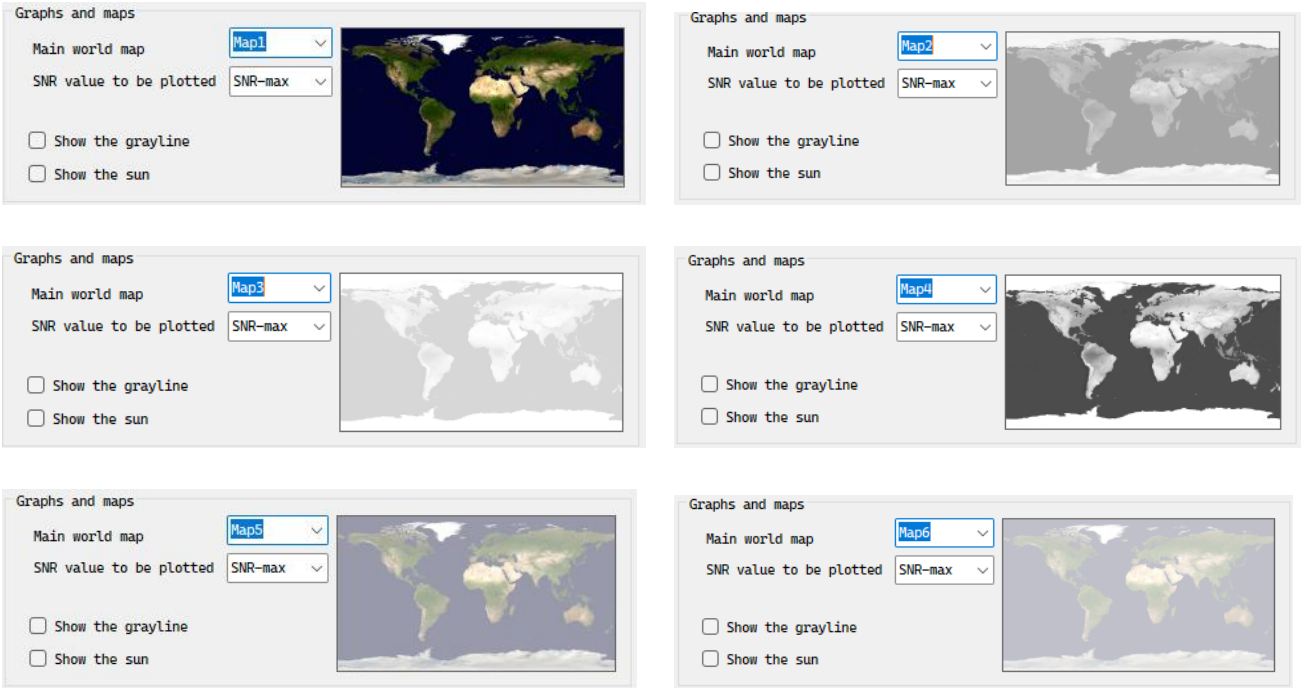 Graphs and maps
Main world map Map1
SNR value to be plotted SNR-max
Show the grayline
Show the sun
Graphs and maps
Main world map Map2
SNR value to be plotted SNR-max
Show the grayline
Show the sun
Graphs and maps
Main world map Map3
SNR value to be plotted SNR-max
Show the grayline
Show the sun
Graphs and maps
Main world map Map4
SNR value to be plotted SNR-max
Show the grayline
Show the sun
Graphs and maps
Main world map Map5
SNR value to be plotted SNR-max
Show the grayline
Show the sun
Graphs and maps
Main world map Map6
SNR value to be plotted SNR-max
Show the grayline
Show the sun